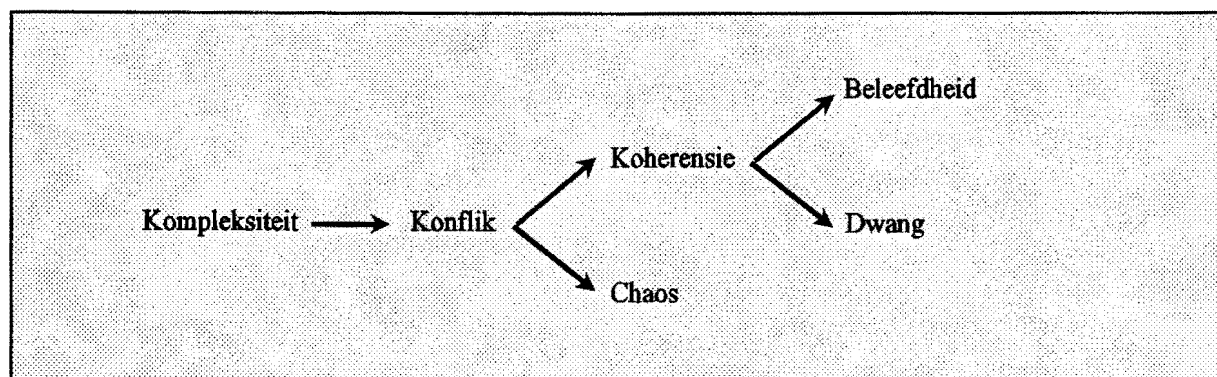 Beleefdheid
Koherensie
Kompleksiteit
Konflik
Dwang
Chaos